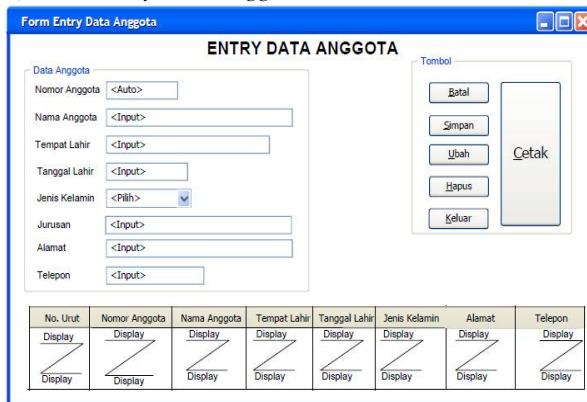 Form Entry Data Anggota
ENTRY DATA ANGGOTA
Data Anggota
Nomor Anggota <Auto>
Nama Anggota <Input>
Tempat Lahir <Input>
Tanggal Lahir <Input>
Jenis Kelamin <Pilih>
Jurusan <Input>
Alamat <Input>
Telepon <Input>
Tombol
Batal
Simpan
Ubah
Hapus
Keluar
Cetak
No. Urut Nomor Anggota Nama Anggota Tempat Lahir Tanggal Lahir Jenis Kelamin Alamat Telepon
Display Display Display Display Display Display Display Display
Display Display Display Display Display Display Display Display